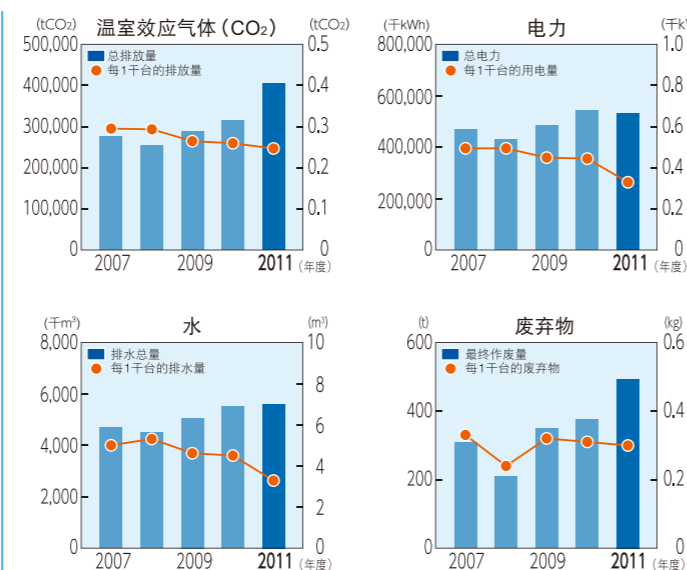 温室效应气体（CO₂）
(tCO₂) (tCO₂)
总排放量
每1千台的排放量
500,000
400,000
300,000
200,000
100,000
0
0.5
0.4
0.3
0.2
0.1
0
2007 2009 2011（年度）
电力
(千kWh)
总电力
每1千台的用电量
800,000
600,000
400,000
200,000
0
1.0
0.8
0.6
0.4
0.2
0
2007 2009 2011（年度）
水
(千m³) (m³)
排水总量
每1千台的排水量
8,000
6,000
4,000
2,000
0
10
8
6
4
2
0
2007 2009 2011（年度）
废弃物
(t) (kg)
最终作废量
每1千台的废弃物
600
400
200
0
0.6
0.4
0.2
0
2007 2009 2011（年度）